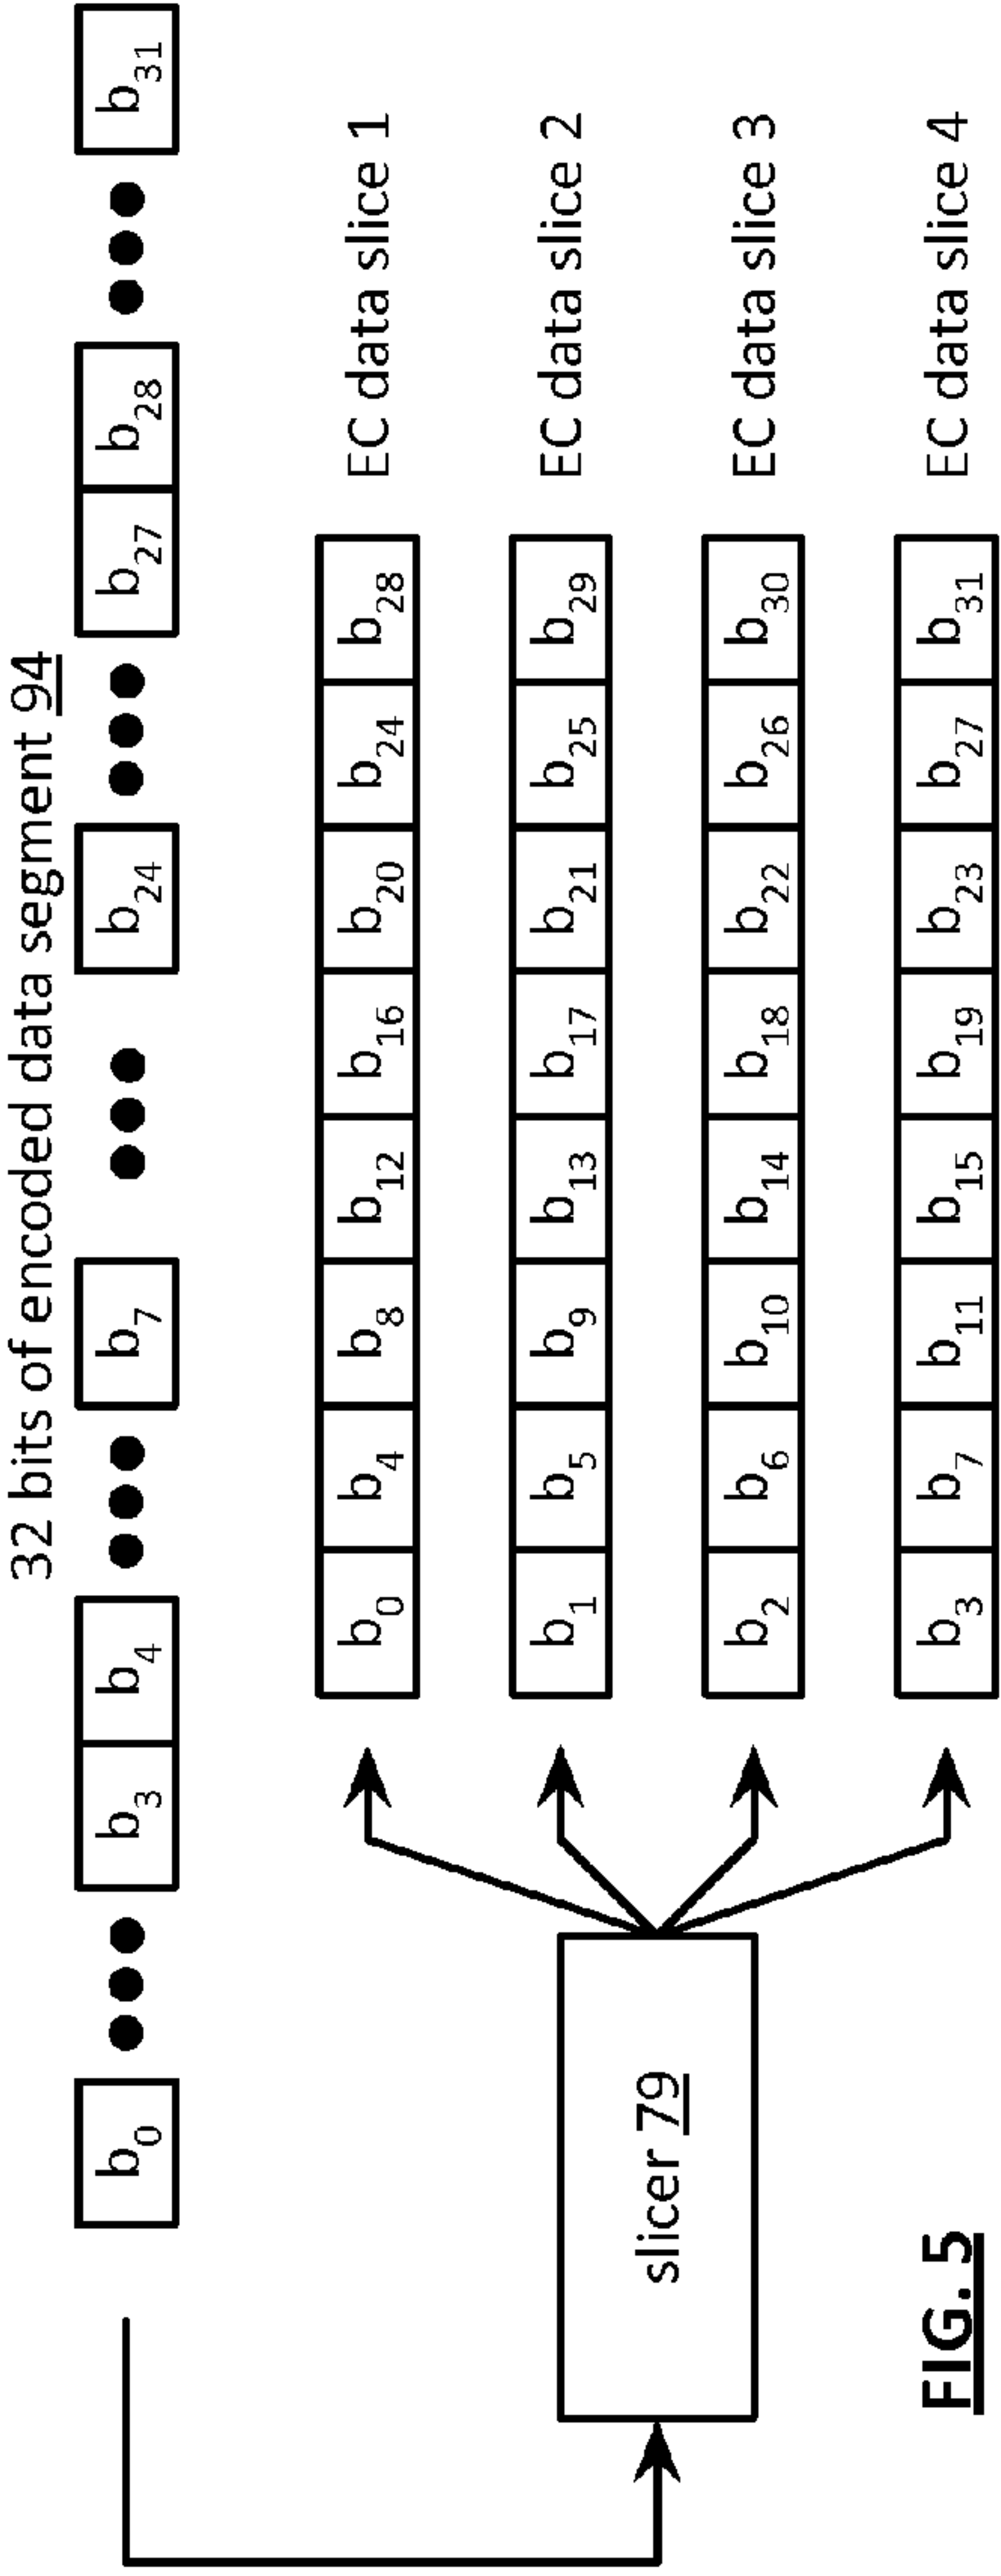 32 bits of encoded data segment 94
b0 ••• b3 b4 ••• b7 ••• b24 ••• b27 b28 ••• b31
b0 b4 b8 b12 b16 b20 b24 b28 EC data slice 1
b1 b5 b9 b13 b17 b21 b25 b29 EC data slice 2
slicer 79
b2 b6 b10 b14 b18 b22 b26 b30 EC data slice 3
b3 b7 b11 b15 b19 b23 b27 b31 EC data slice 4
FIG. 5